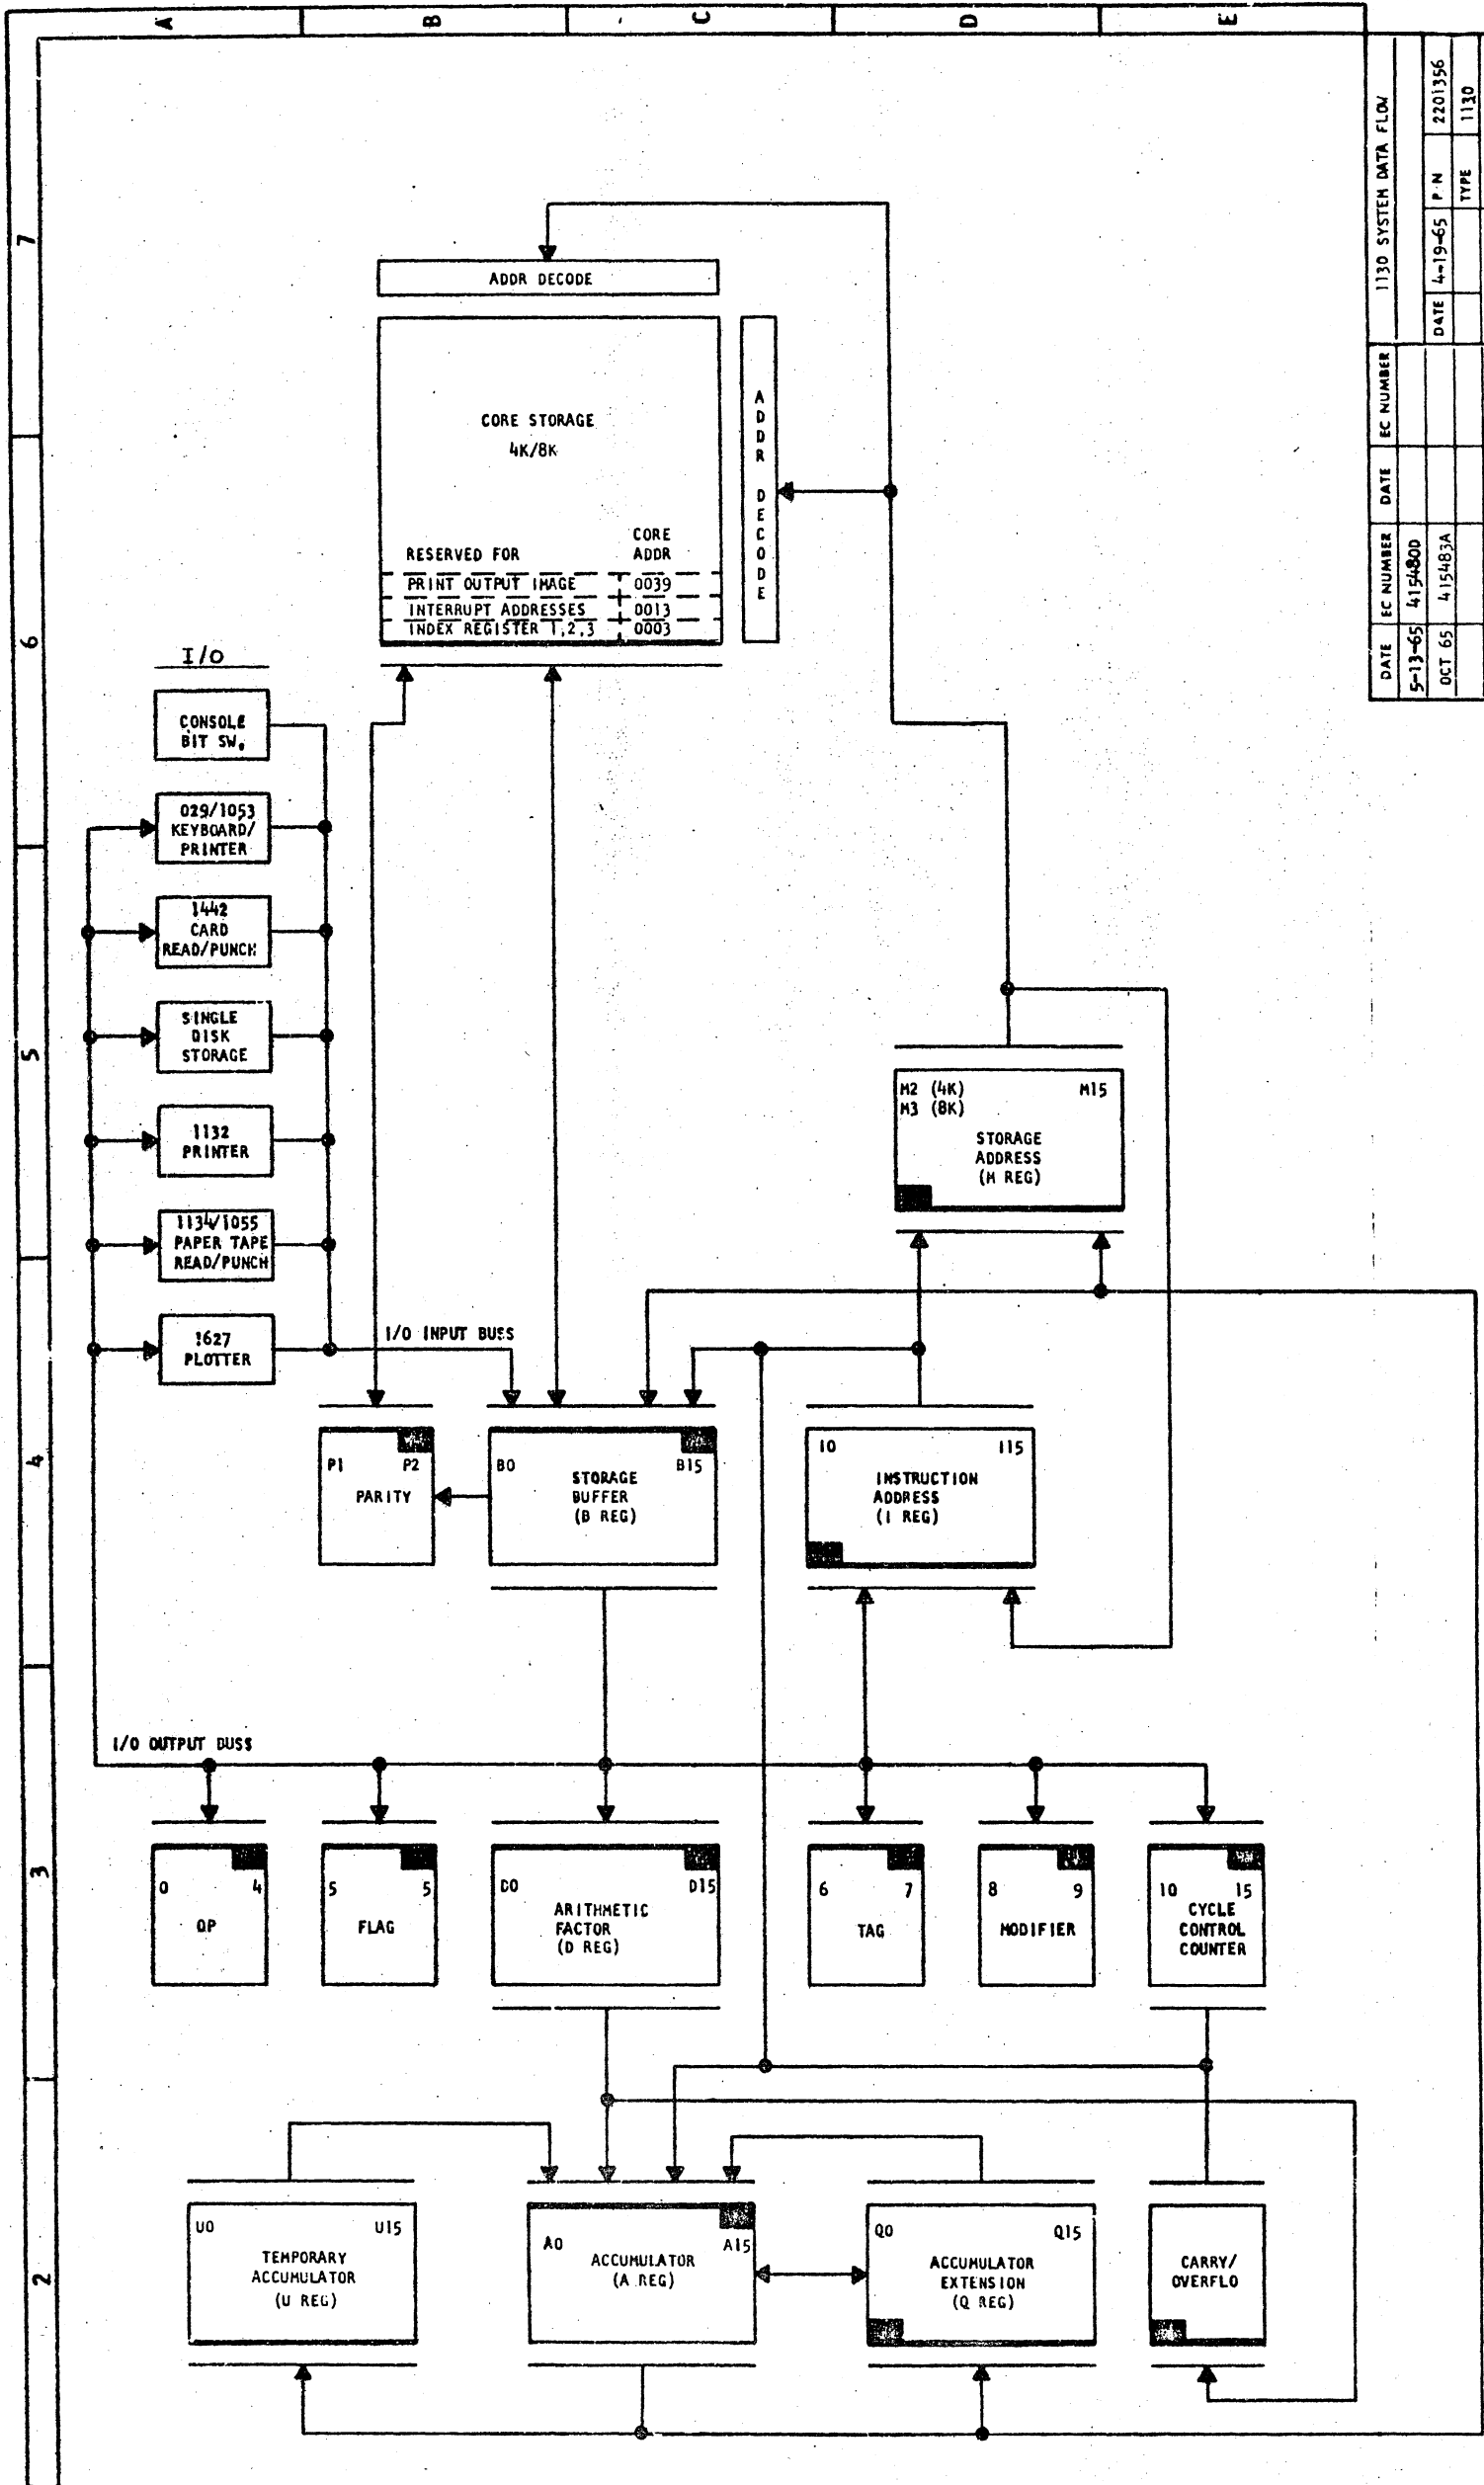 A
B
C
D
E
7
6
5
4
3
2
1130 SYSTEM DATA FLOW
DATE EC NUMBER DATE EC NUMBER
5-13-65 415480D DATE 4-19-65 P N 2201356
OCT 65 415483A TYPE 1130
ADDR DECODE
CORE STORAGE
4K/8K
ADDR DECODE
RESERVED FOR CORE ADDR
PRINT OUTPUT IMAGE 0039
INTERRUPT ADDRESSES 0013
INDEX REGISTER 1,2,3 0003
I/O
CONSOLE
BIT SW.
029/1053
KEYBOARD/
PRINTER
1442
CARD
READ/PUNCH
SINGLE
DISK
STORAGE
1132
PRINTER
1134/1055
PAPER TAPE
READ/PUNCH
1627
PLOTTER
I/O INPUT BUSS
M2 (4K) M15
M3 (8K)
STORAGE
ADDRESS
(M REG)
P1 P2
PARITY
B0 B15
STORAGE
BUFFER
(B REG)
I0 I15
INSTRUCTION
ADDRESS
(I REG)
I/O OUTPUT BUSS
0 4
OP
5 5
FLAG
D0 D15
ARITHMETIC
FACTOR
(D REG)
6 7
TAG
8 9
MODIFIER
10 15
CYCLE
CONTROL
COUNTER
U0 U15
TEMPORARY
ACCUMULATOR
(U REG)
A0 A15
ACCUMULATOR
(A REG)
Q0 Q15
ACCUMULATOR
EXTENSION
(Q REG)
CARRY/
OVERFLO